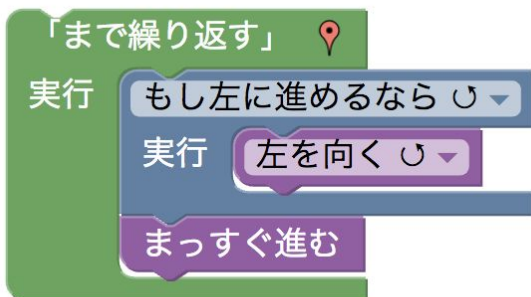 「まで繰り返す」
実行 もし左に進めるなら ↺
実行 左を向く ↺
まっすぐ進む